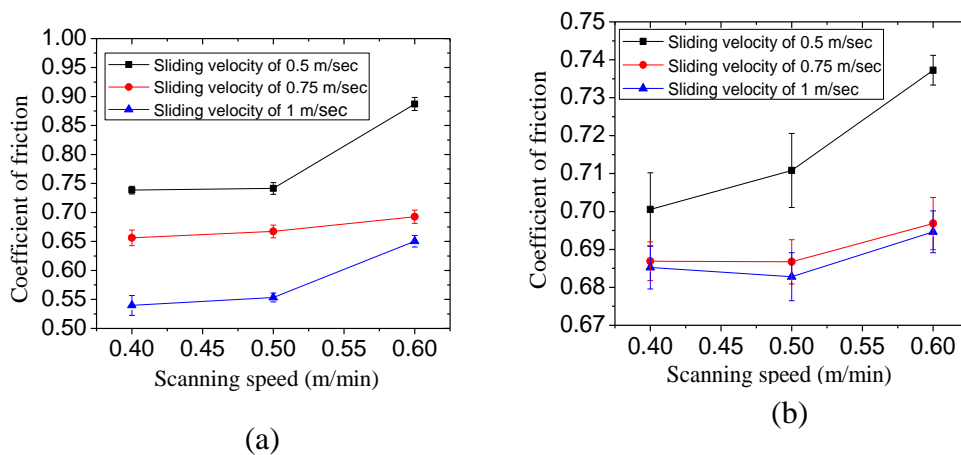 1.00
0.95
0.90
0.85
0.80
0.75
0.70
0.65
0.60
0.55
0.50
Coefficient of friction
Sliding velocity of 0.5 m/sec
Sliding velocity of 0.75 m/sec
Sliding velocity of 1 m/sec
0.40 0.45 0.50 0.55 0.60
Scanning speed (m/min)
(a)
0.75
0.74
0.73
0.72
0.71
0.70
0.69
0.68
0.67
Coefficient of friction
Sliding velocity of 0.5 m/sec
Sliding velocity of 0.75 m/sec
Sliding velocity of 1 m/sec
0.40 0.45 0.50 0.55 0.60
Scanning speed (m/min)
(b)